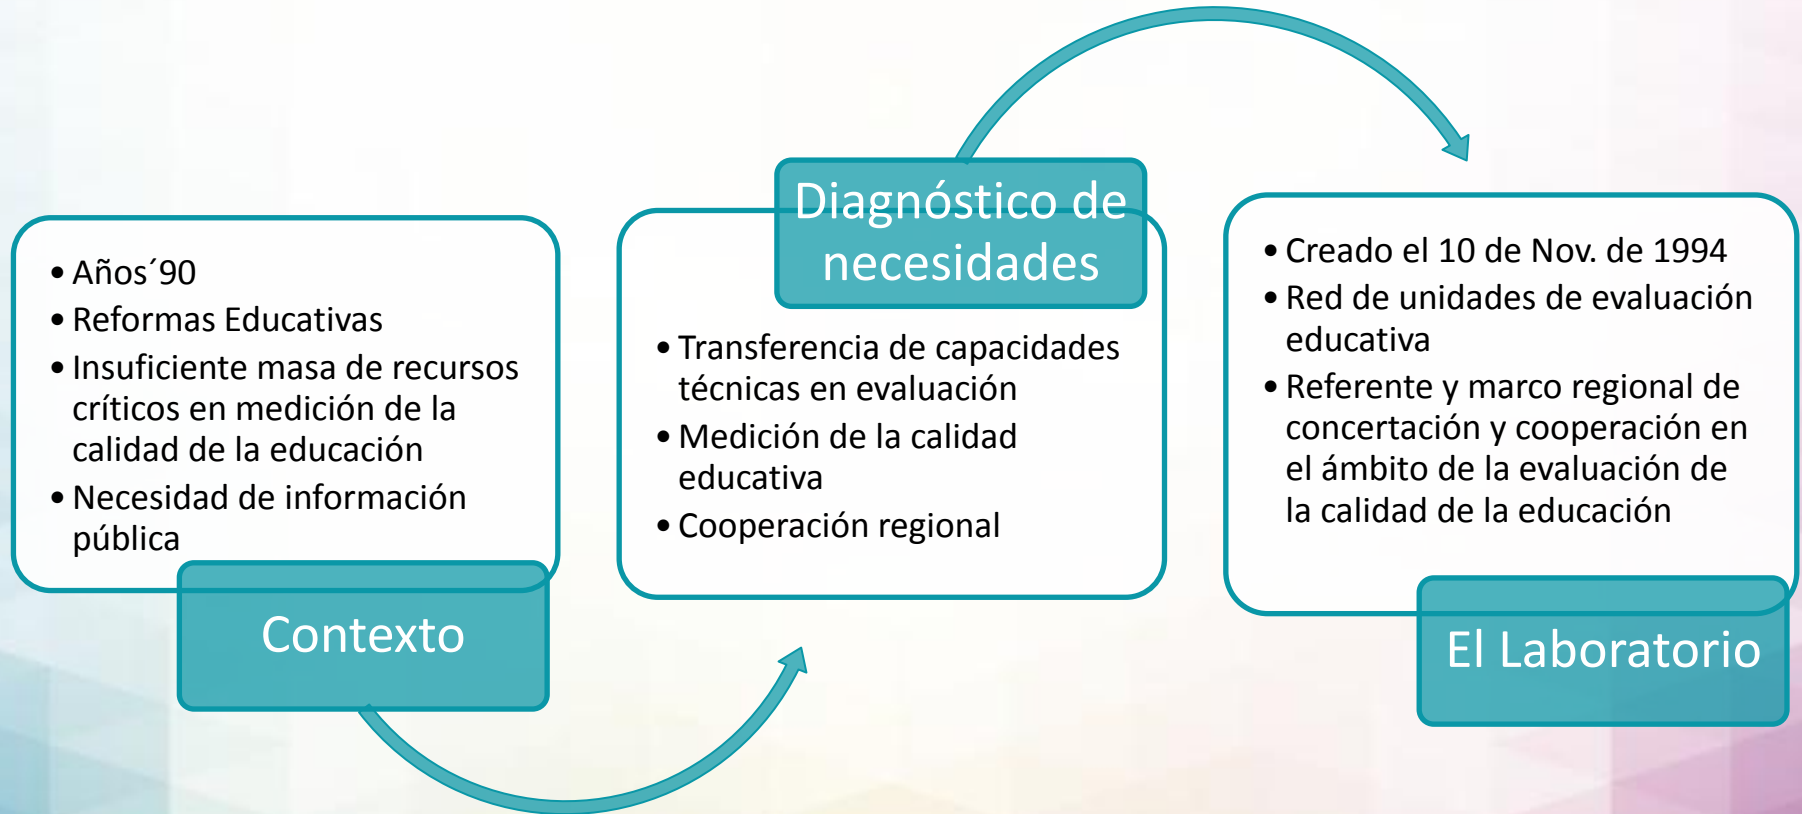 • Años´90
• Reformas Educativas
• Insuficiente masa de recursos
críticos en medición de la
calidad de la educación
• Necesidad de información
pública
Contexto
Diagnóstico de
necesidades
• Transferencia de capacidades
técnicas en evaluación
• Medición de la calidad
educativa
• Cooperación regional
• Creado el 10 de Nov. de 1994
• Red de unidades de evaluación
educativa
• Referente y marco regional de
concertación y cooperación en
el ámbito de la evaluación de
la calidad de la educación
El Laboratorio